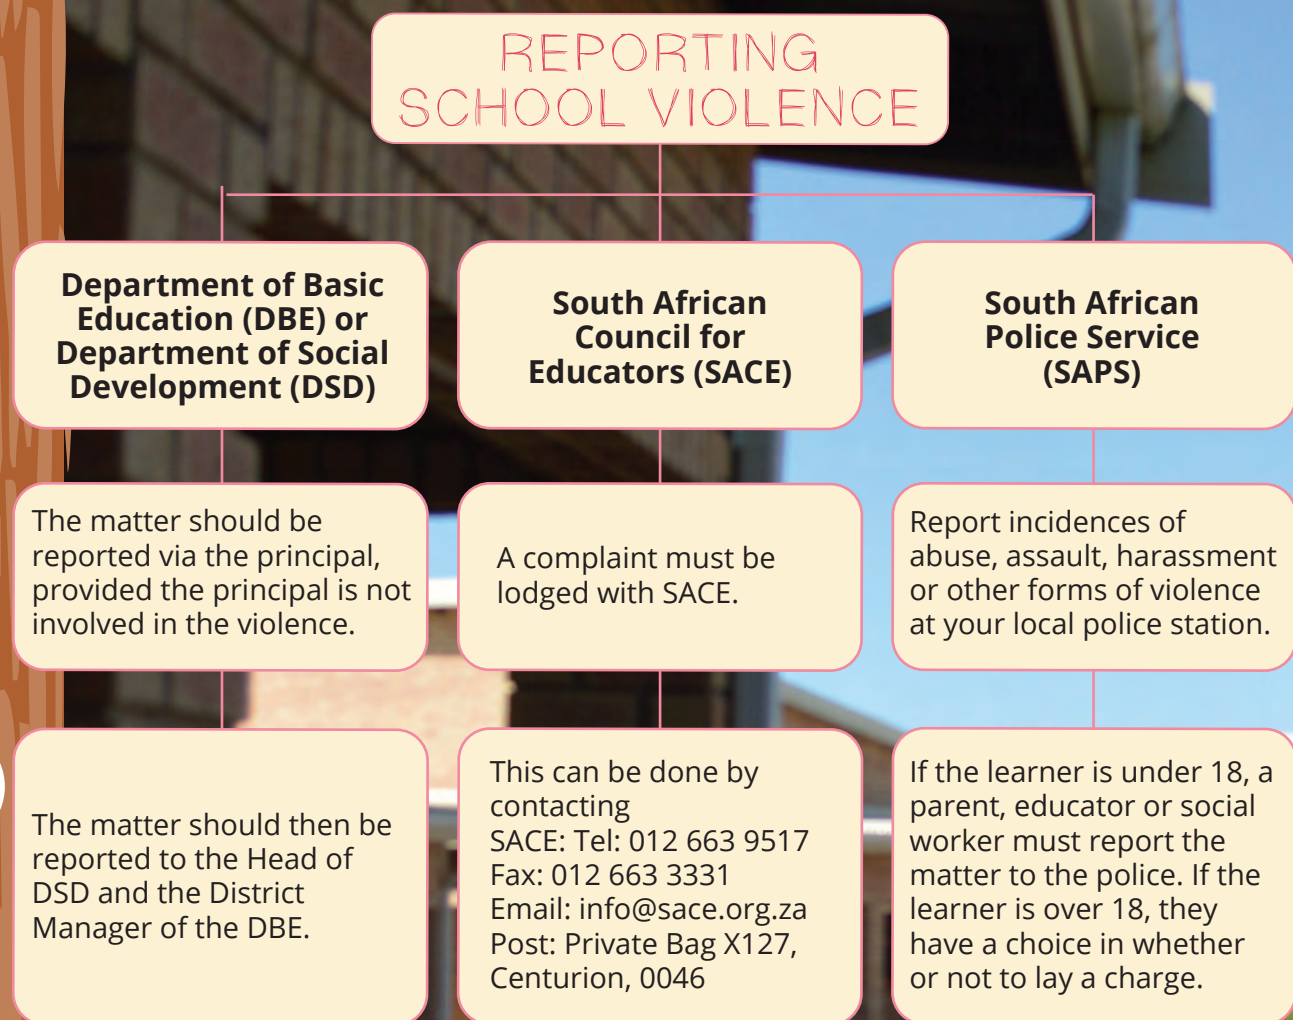 REPORTING
SCHOOL VIOLENCE
Department of Basic
Education (DBE) or
Department of Social
Development (DSD)
The matter should be
reported via the principal,
provided the principal is not
involved in the violence.
The matter should then be
reported to the Head of
DSD and the District
Manager of the DBE.
South African
Council for
Educators (SACE)
A complaint must be
lodged with SACE.
This can be done by
contacting
SACE: Tel: 012 663 9517
Fax: 012 663 3331
Email: info@sace.org.za
Post: Private Bag X127,
Centurion, 0046
South African
Police Service
(SAPS)
Report incidences of
abuse, assault, harassment
or other forms of violence
at your local police station.
If the learner is under 18, a
parent, educator or social
worker must report the
matter to the police. If the
learner is over 18, they
have a choice in whether
or not to lay a charge.